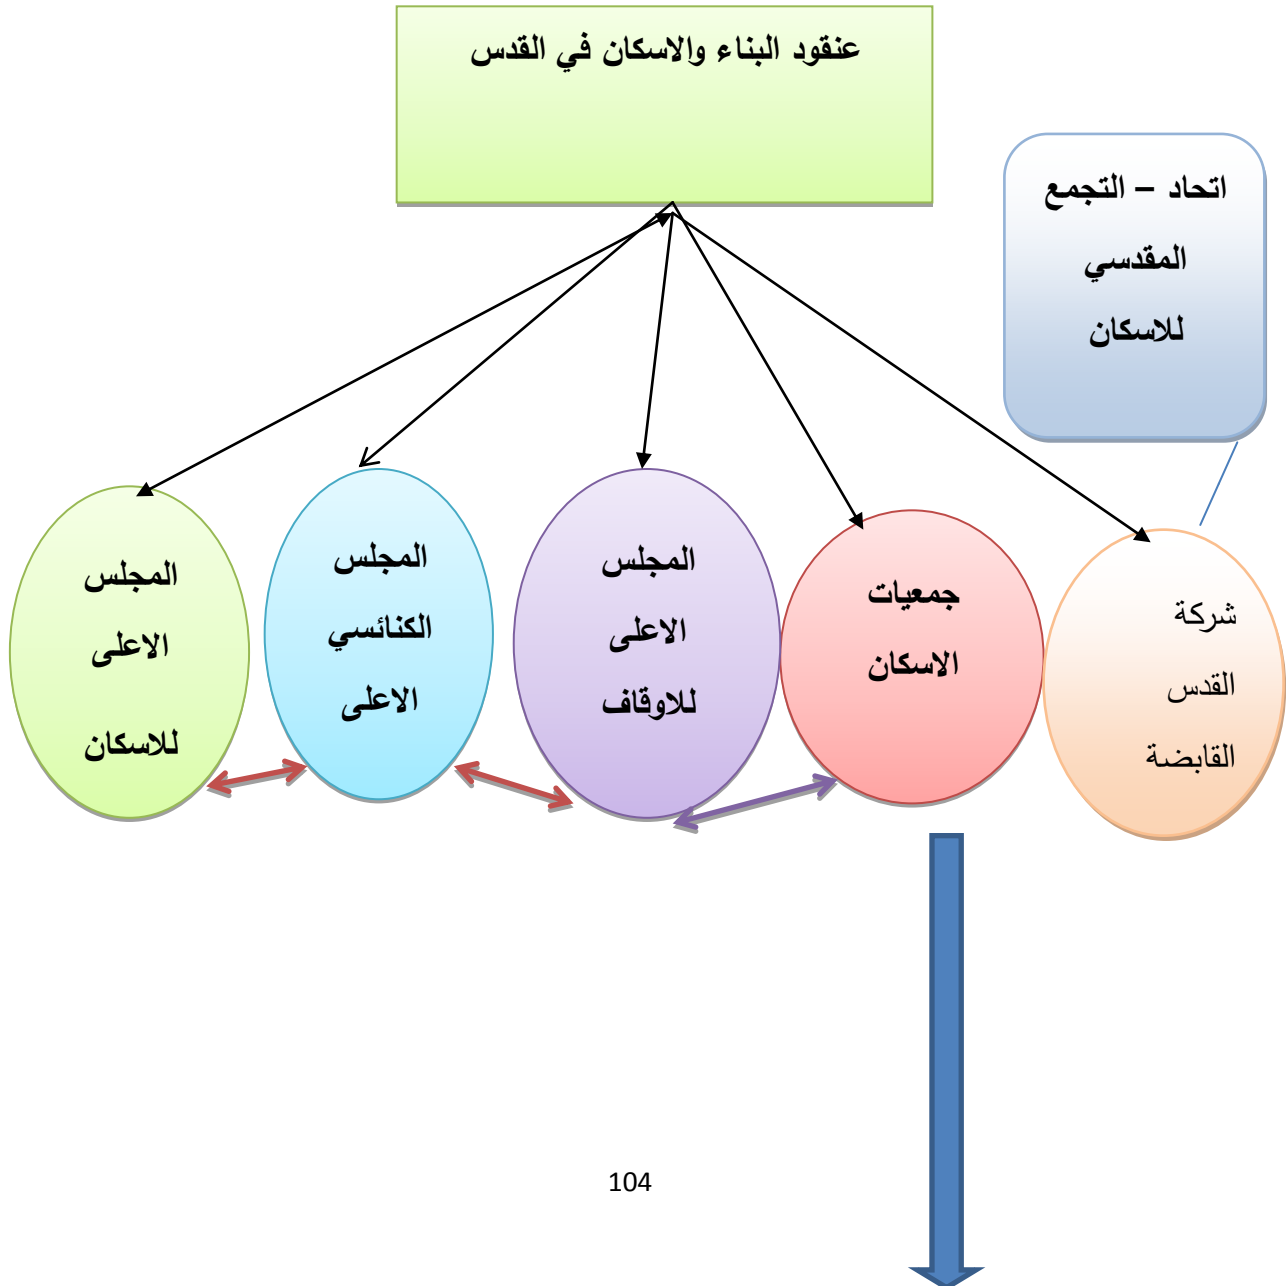 عنقود البناء والاسكان في القدس
اتحاد – التجمع
المقدسي
للاسكان
شركة
القدس
القابضة
جمعيات
الاسكان
المجلس
الاعلى
للاوقاف
المجلس
الكنائسي
الاعلى
المجلس
الاعلى
للاسكان
104